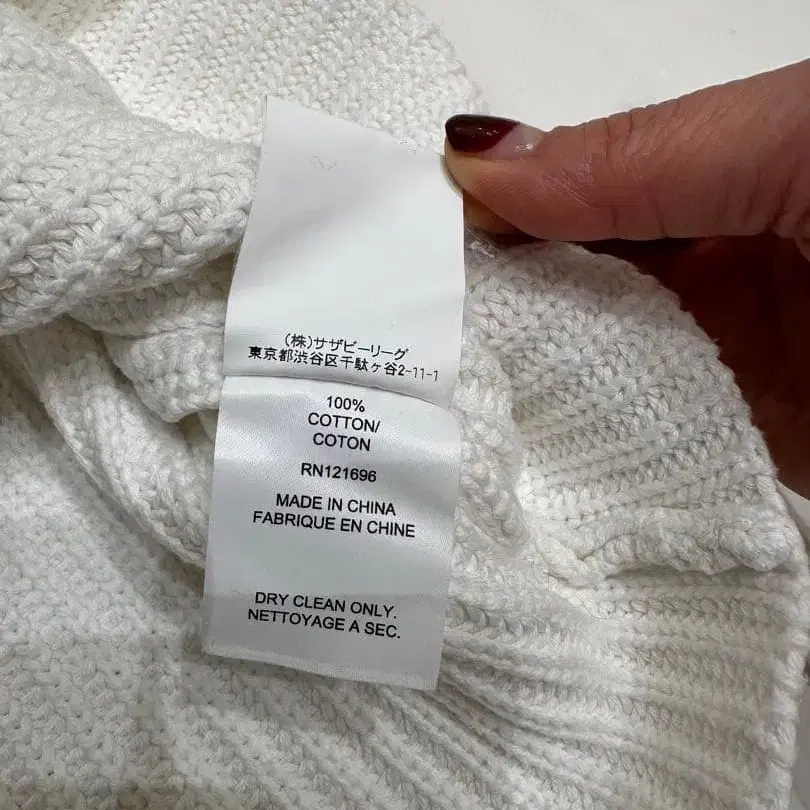 (株)サザビーリーグ
東京都渋谷区千駄ヶ谷2-11-1
100%
COTTON/
COTON
RN121696
MADE IN CHINA
FABRIQUE EN CHINE
DRY CLEAN ONLY.
NETTOYAGE A SEC.